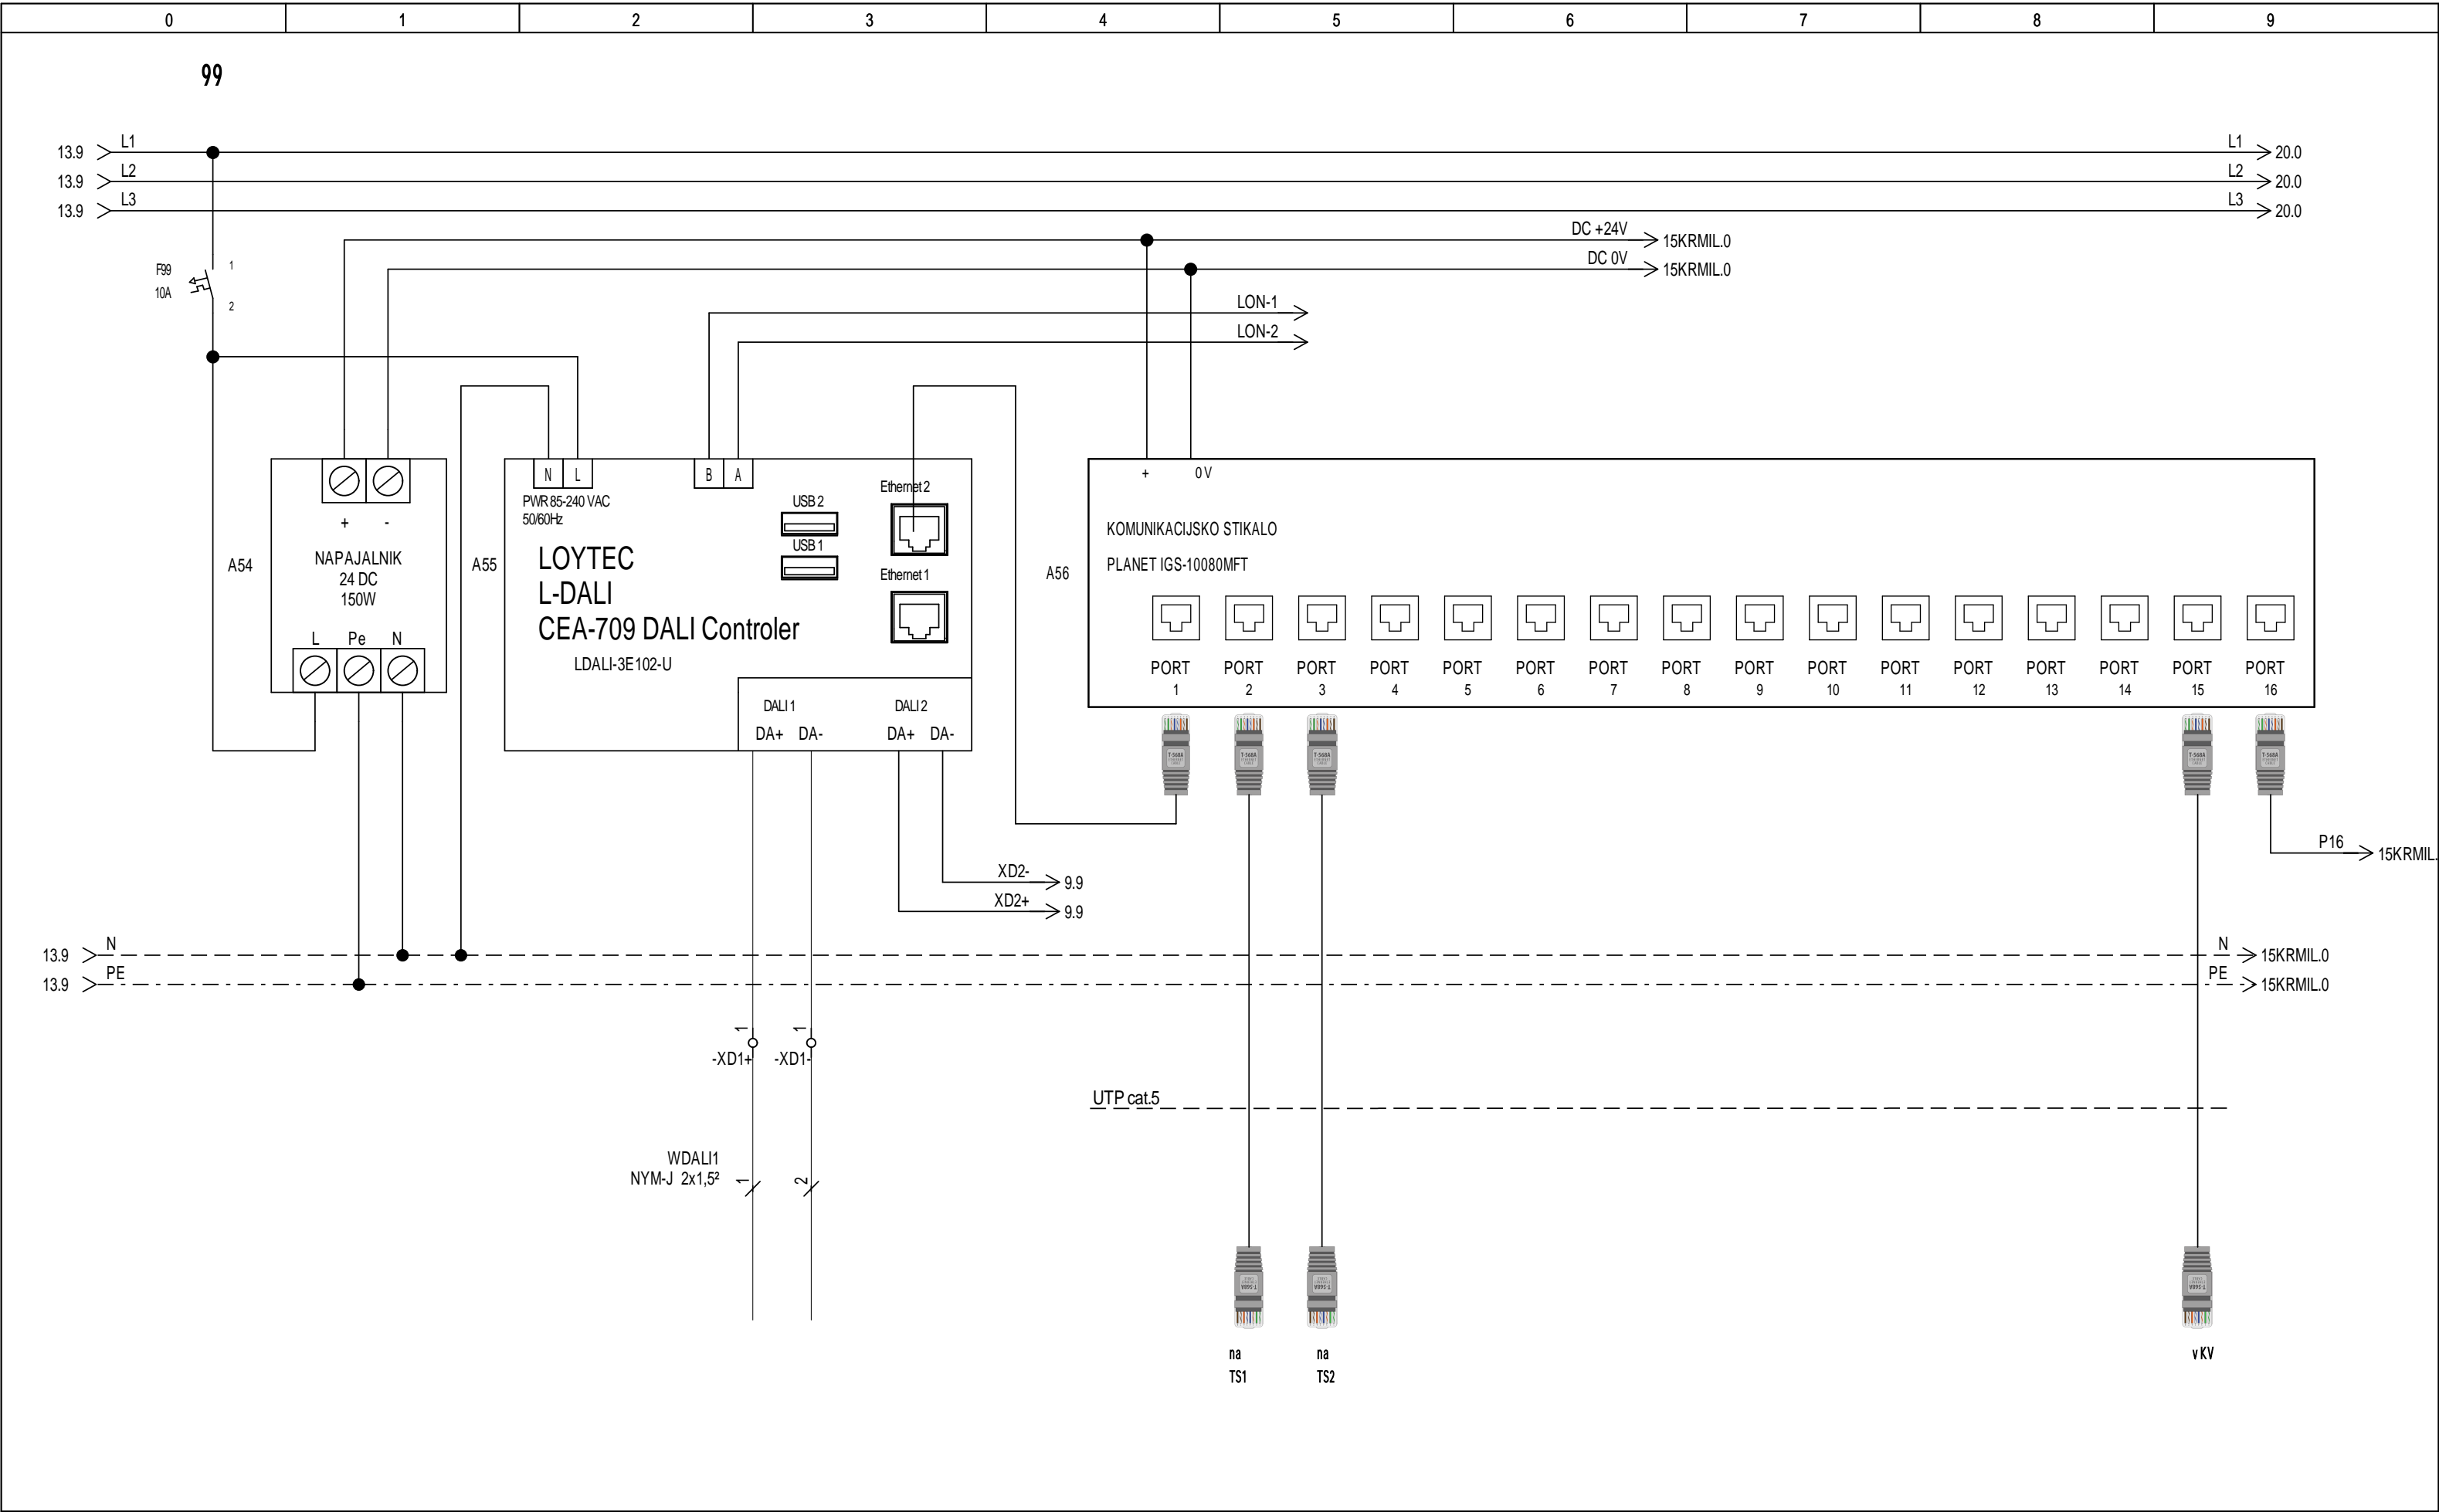 0 1 2 3 4 5 6 7 8 9
99
13.9 L1 L1 20.0
13.9 L2 L2 20.0
13.9 L3 L3 20.0
DC +24V 15KRMIL.0
DC 0V 15KRMIL.0
F99 1
10A 2
LON-1
LON-2
N L B A
PWR 85-240 VAC
50/60Hz
USB 2
USB 1
Ethernet 2
Ethernet 1
+ -
A54
NAPAJALNIK
24 DC
150W
L Pe N
A55
LOYTEC
L-DALI
CEA-709 DALI Controler
LDALI-3E102-U
DALI 1 DALI 2
DA+ DA- DA+ DA-
A56
+ 0 V
KOMUNIKACIJSKO STIKALO
PLANET IGS-10080MFT
PORT PORT PORT PORT PORT PORT PORT PORT PORT PORT PORT PORT PORT PORT PORT PORT
1 2 3 4 5 6 7 8 9 10 11 12 13 14 15 16
T-568A T-568A T-568A T-568A T-568A
P16 15KRMIL.
XD2- 9.9
XD2+ 9.9
13.9 N N 15KRMIL.0
13.9 PE PE 15KRMIL.0
1 1
-XD1+ -XD1-
UTP cat.5
WDALI1
NYM-J 2x1,5²
1 2
T-568A T-568A T-568A
na na v KV
TS1 TS2